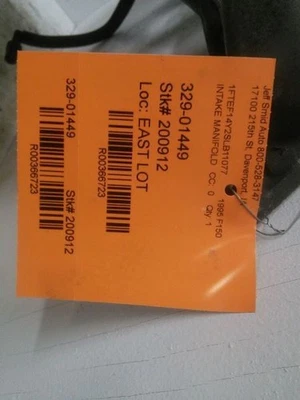 Jeff Smid Auto 800-528-3147
17100 215th St, Davenport,
1FTEF14Y2SLB11077 1995 F150
INTAKE MANIFOLD CC: 0 Qty: 1
329-01449
Stk# 200912
Loc: EAST LOT
R00366723
329-01449 Stk# 200912
R00366723